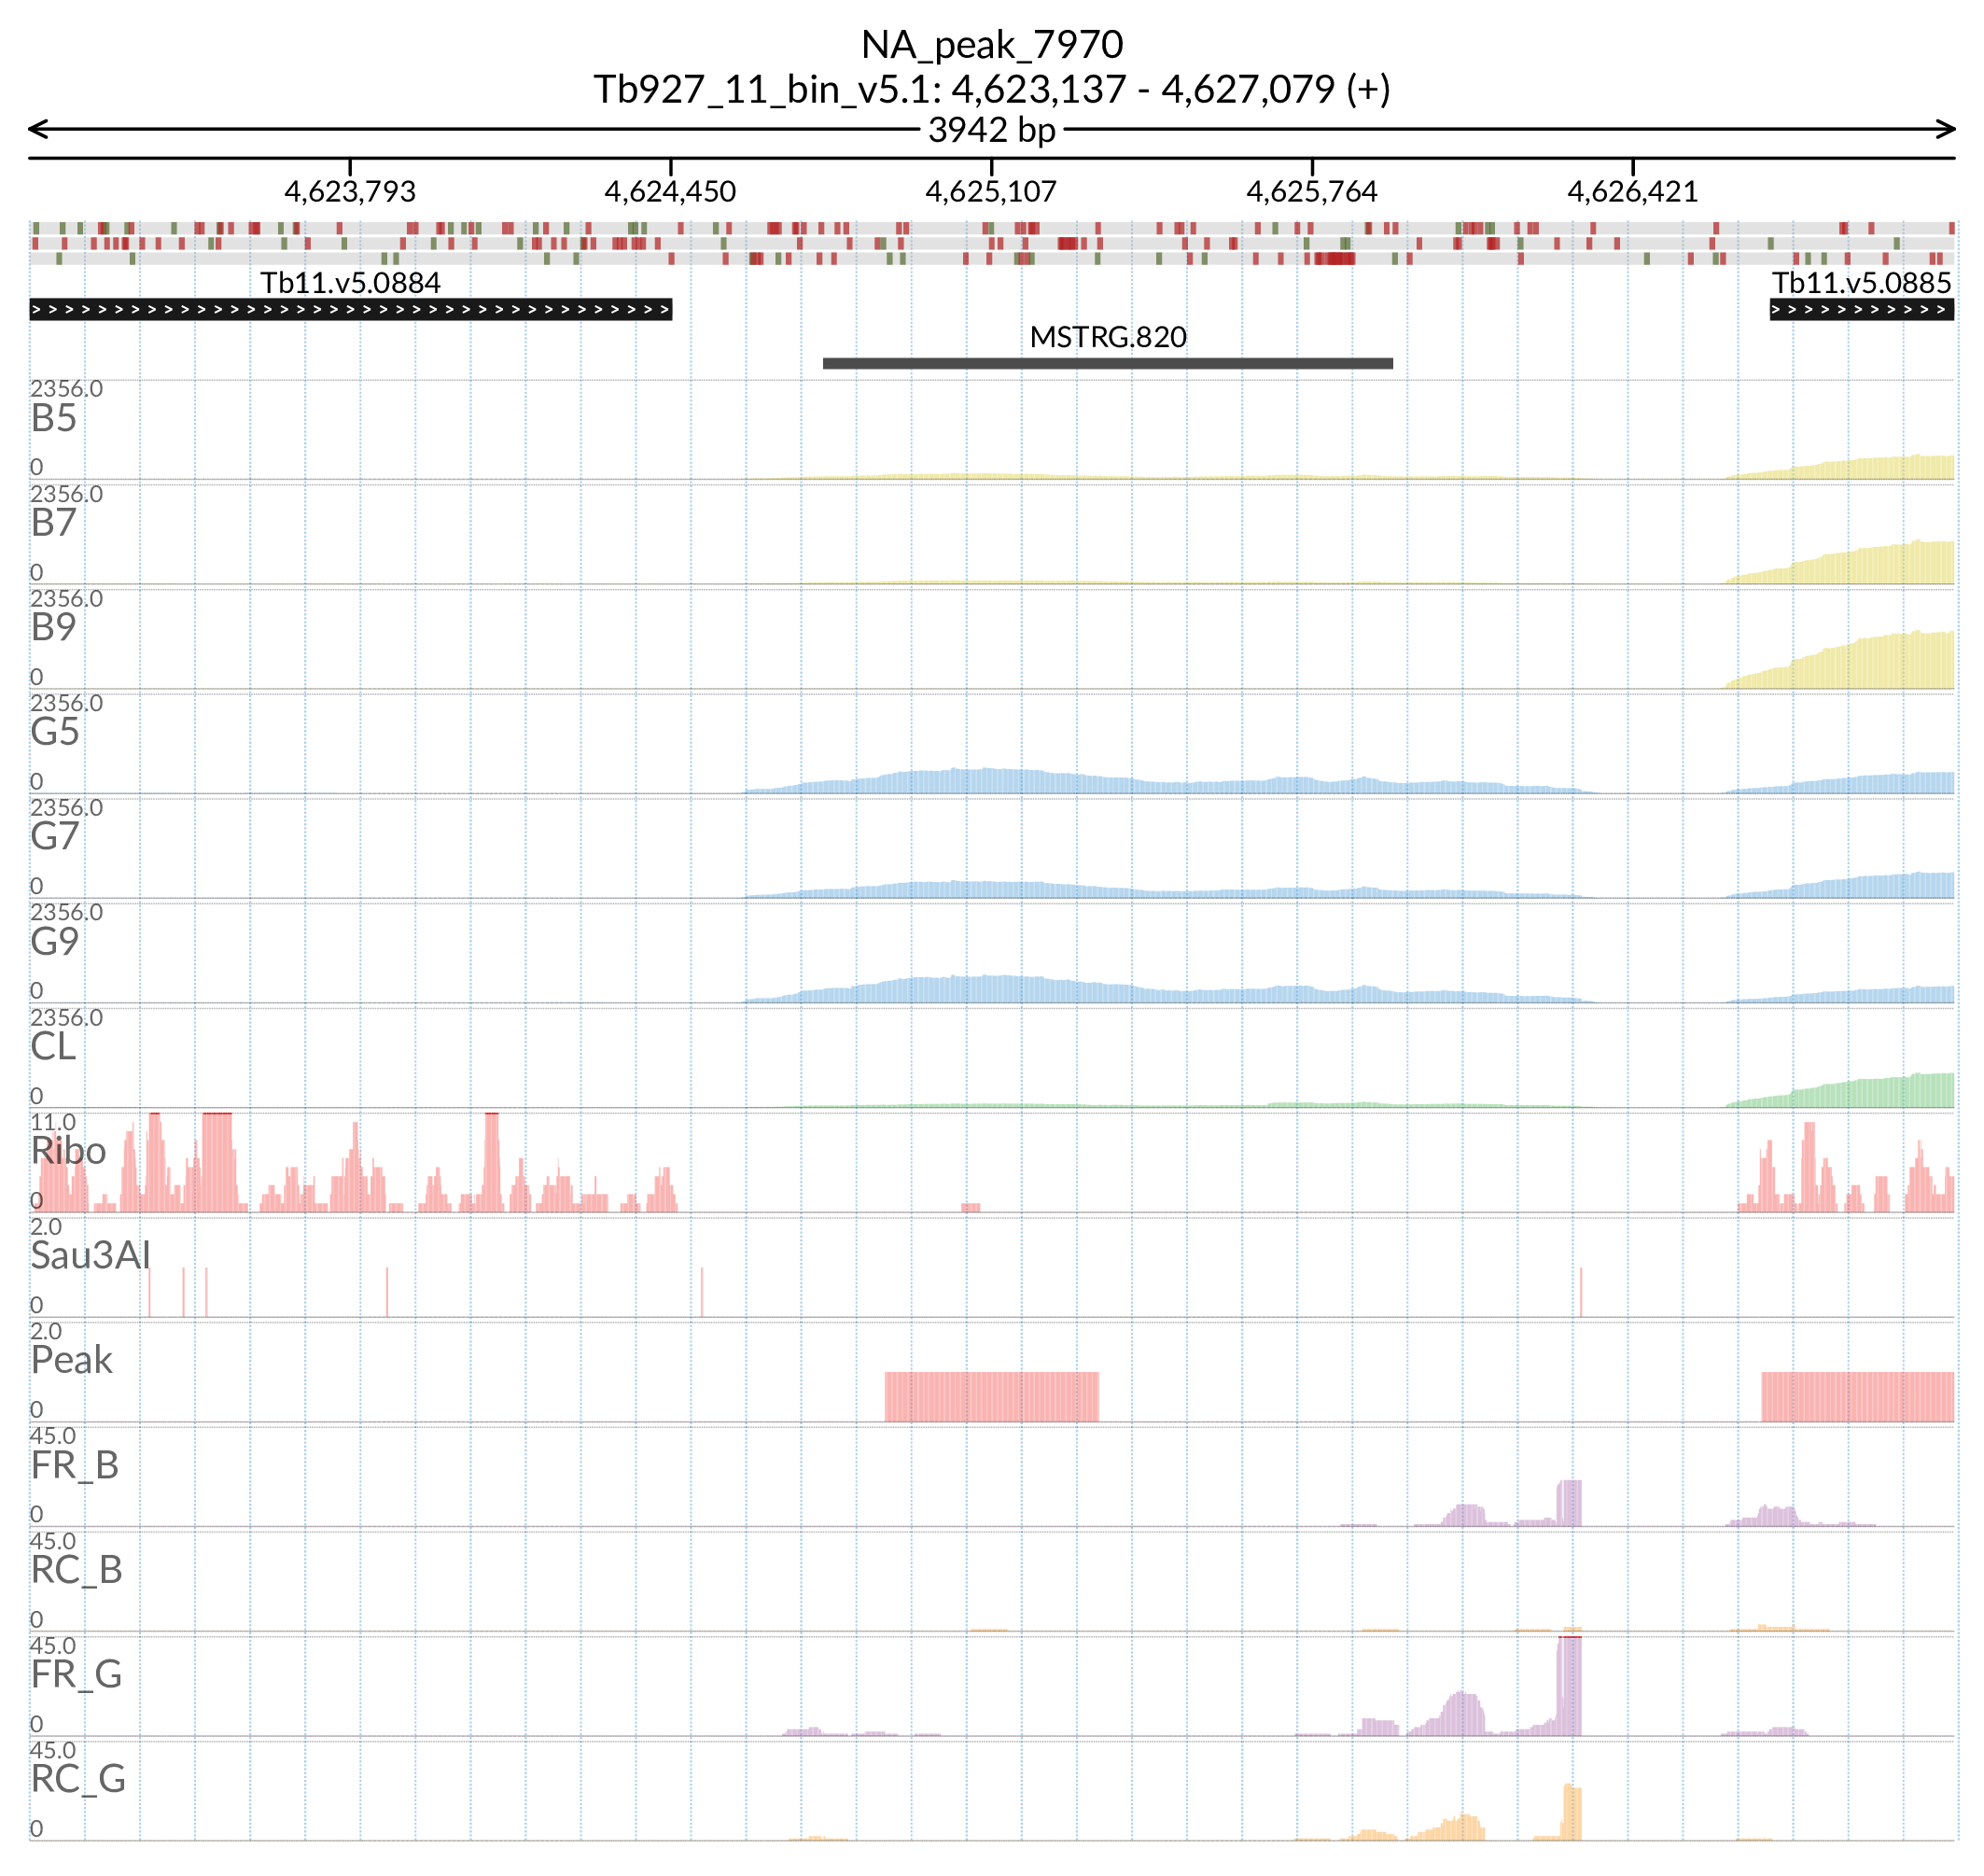 NA_peak_7970
Tb927_11_bin_v5.1: 4,623,137 - 4,627,079 (+)
3942 bp
4,623,793 4,624,450 4,625,107 4,625,764 4,626,421
Tb11.v5.0884 Tb11.v5.0885
MSTRG.820
2356.0
B5
0
2356.0
B7
0
2356.0
B9
0
2356.0
G5
0
2356.0
G7
0
2356.0
G9
0
2356.0
CL
0
11.0
Ribo
0
2.0
Sau3AI
0
2.0
Peak
0
45.0
FR_B
0
45.0
RC_B
0
45.0
FR_G
0
45.0
RC_G
0